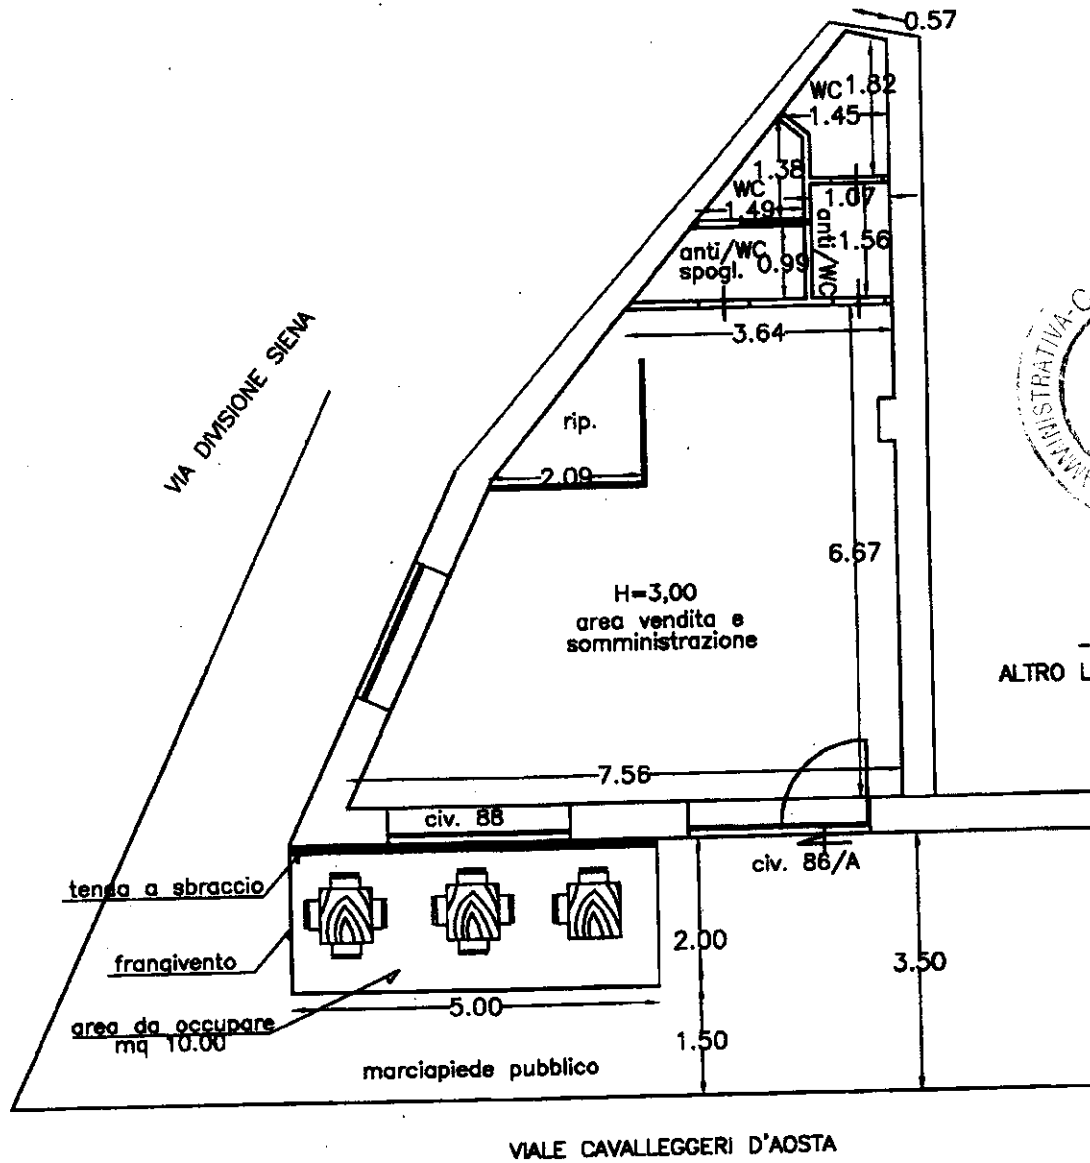 0.57
WC
1.82
1.45
1.38
WC
1.49
1.07
anti/WC
1.56
anti/WC
spogl.
0.99
3.64
VIA DIVISIONE SIENA
rip.
2.09
6.67
H=3,00
area vendita e
somministrazione
AMMINISTRATIVA-C
ALTRO L
7.56
civ. 88
civ. 86/A
tenda a sbraccio
frangivento
2.00
3.50
5.00
area da occupare
mq 10.00
1.50
marciapiede pubblico
VIALE CAVALLEGGERI D'AOSTA